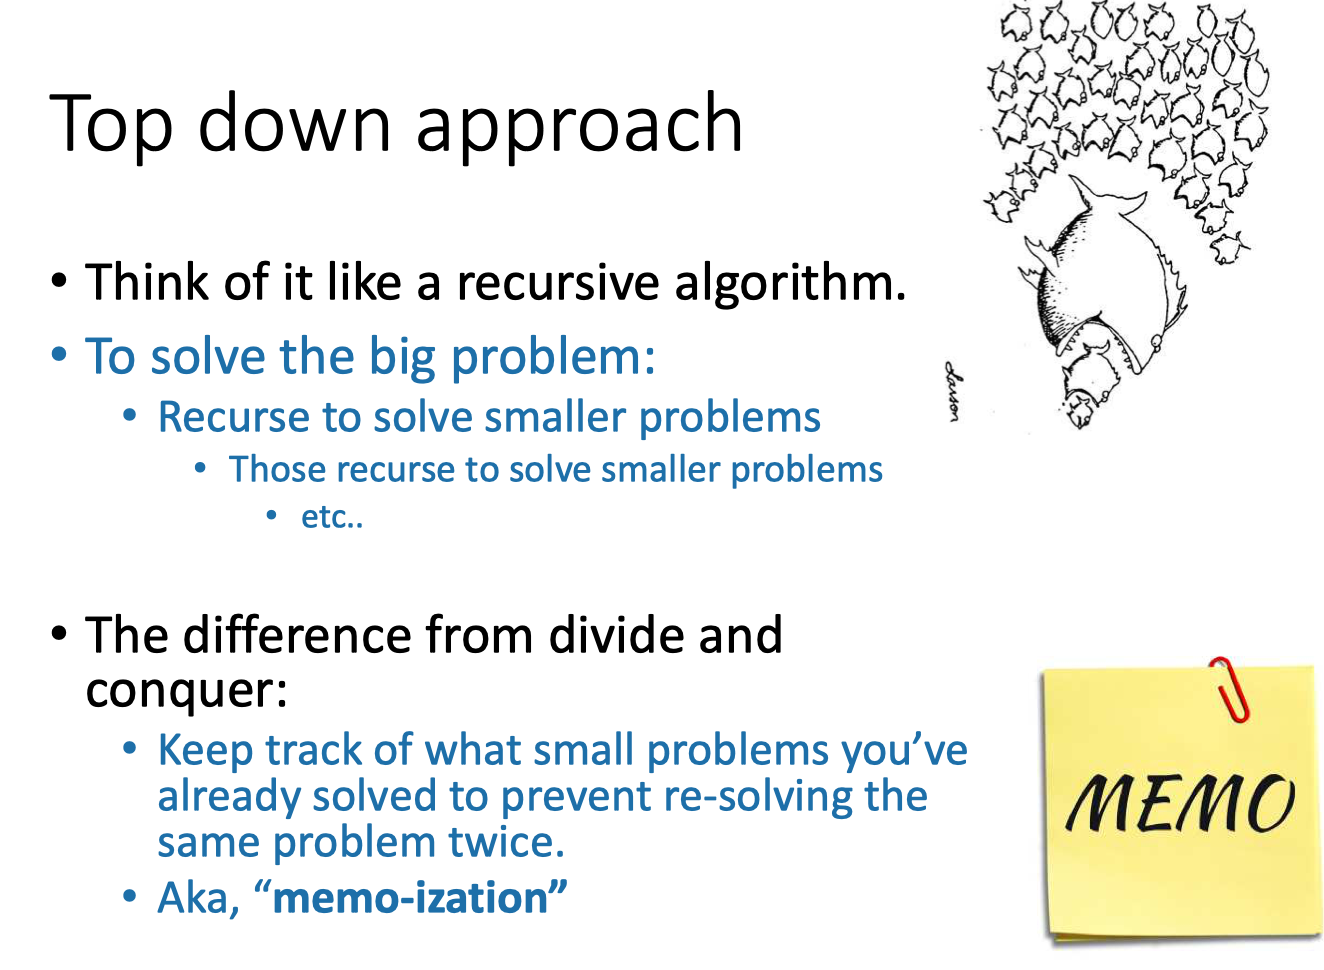 Top down approach
• Think of it like a recursive algorithm.
• To solve the big problem:
• Recurse to solve smaller problems
• Those recurse to solve smaller problems
• etc..
• The difference from divide and
conquer:
• Keep track of what small problems you’ve
already solved to prevent re-solving the
same problem twice.
• Aka, “memo-ization”
Larson
MEMO